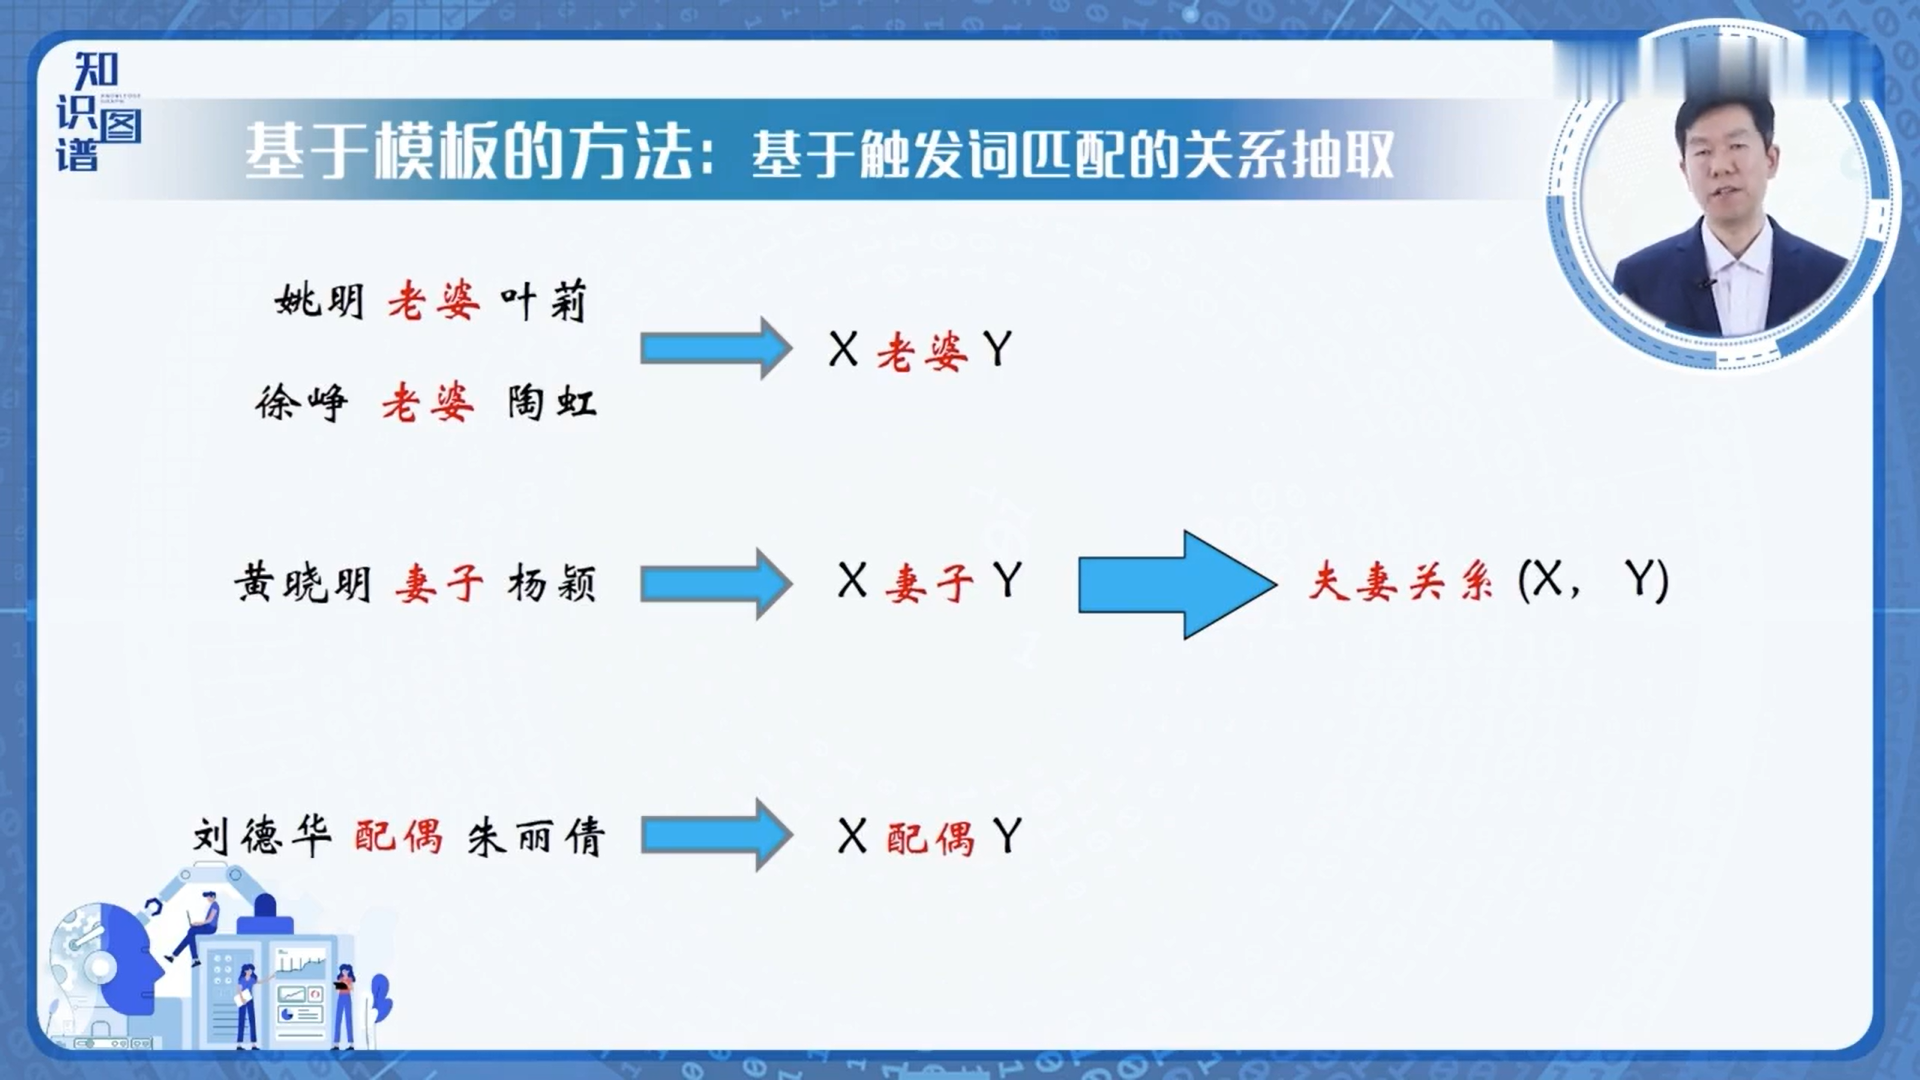 知识图谱
基于模板的方法：基于触发词匹配的关系抽取
姚明 老婆 叶莉
徐峥 老婆 陶虹
X 老婆 Y
黄晓明 妻子 杨颖
X 妻子 Y
夫妻关系 (X， Y)
刘德华 配偶 朱丽倩
X 配偶 Y